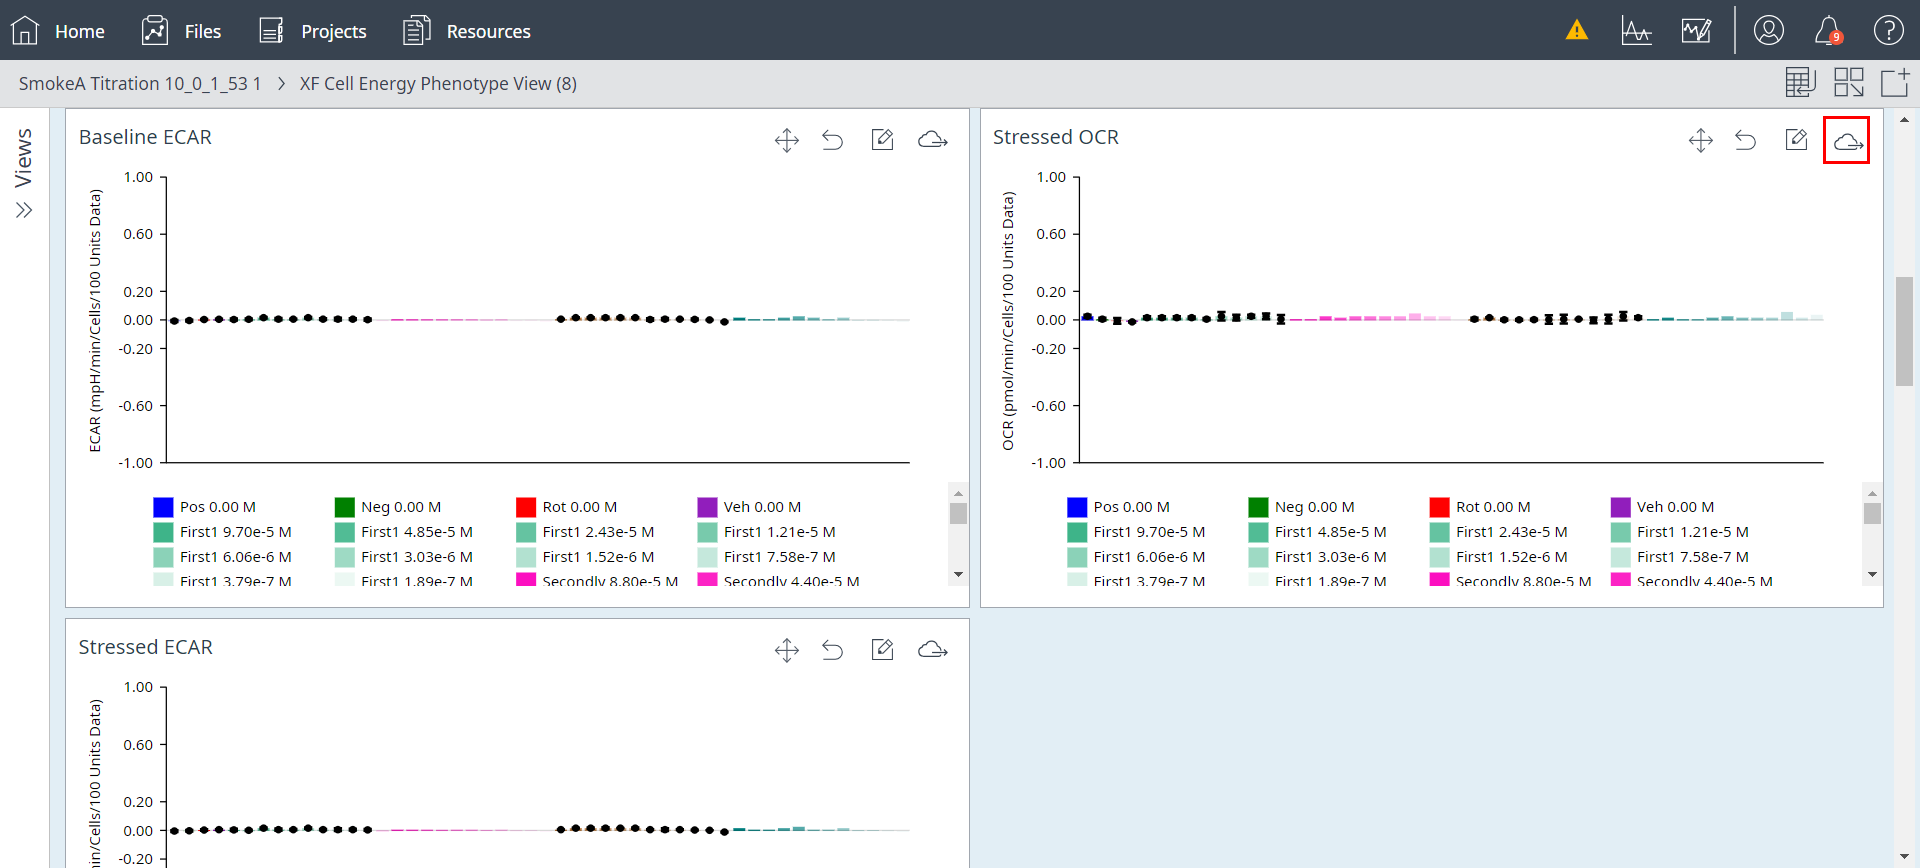 Home Files Projects Resources 9
SmokeA Titration 10_0_1_53 1 > XF Cell Energy Phenotype View (8)
Views
Baseline ECAR
ECAR (mpH/min/Cells/100 Units Data)
1.00
0.60
0.20
0.00
-0.20
-0.60
-1.00
Pos 0.00 M Neg 0.00 M Rot 0.00 M Veh 0.00 M
First1 9.70e-5 M First1 4.85e-5 M First1 2.43e-5 M First1 1.21e-5 M
First1 6.06e-6 M First1 3.03e-6 M First1 1.52e-6 M First1 7.58e-7 M
First1 3.79e-7 M First1 1.89e-7 M Secondly 8.80e-5 M Secondly 4.40e-5 M
Stressed OCR
OCR (pmol/min/Cells/100 Units Data)
1.00
0.60
0.20
0.00
-0.20
-0.60
-1.00
Pos 0.00 M Neg 0.00 M Rot 0.00 M Veh 0.00 M
First1 9.70e-5 M First1 4.85e-5 M First1 2.43e-5 M First1 1.21e-5 M
First1 6.06e-6 M First1 3.03e-6 M First1 1.52e-6 M First1 7.58e-7 M
First1 3.79e-7 M First1 1.89e-7 M Secondly 8.80e-5 M Secondly 4.40e-5 M
Stressed ECAR
in/Cells/100 Units Data)
1.00
0.60
0.20
0.00
-0.20